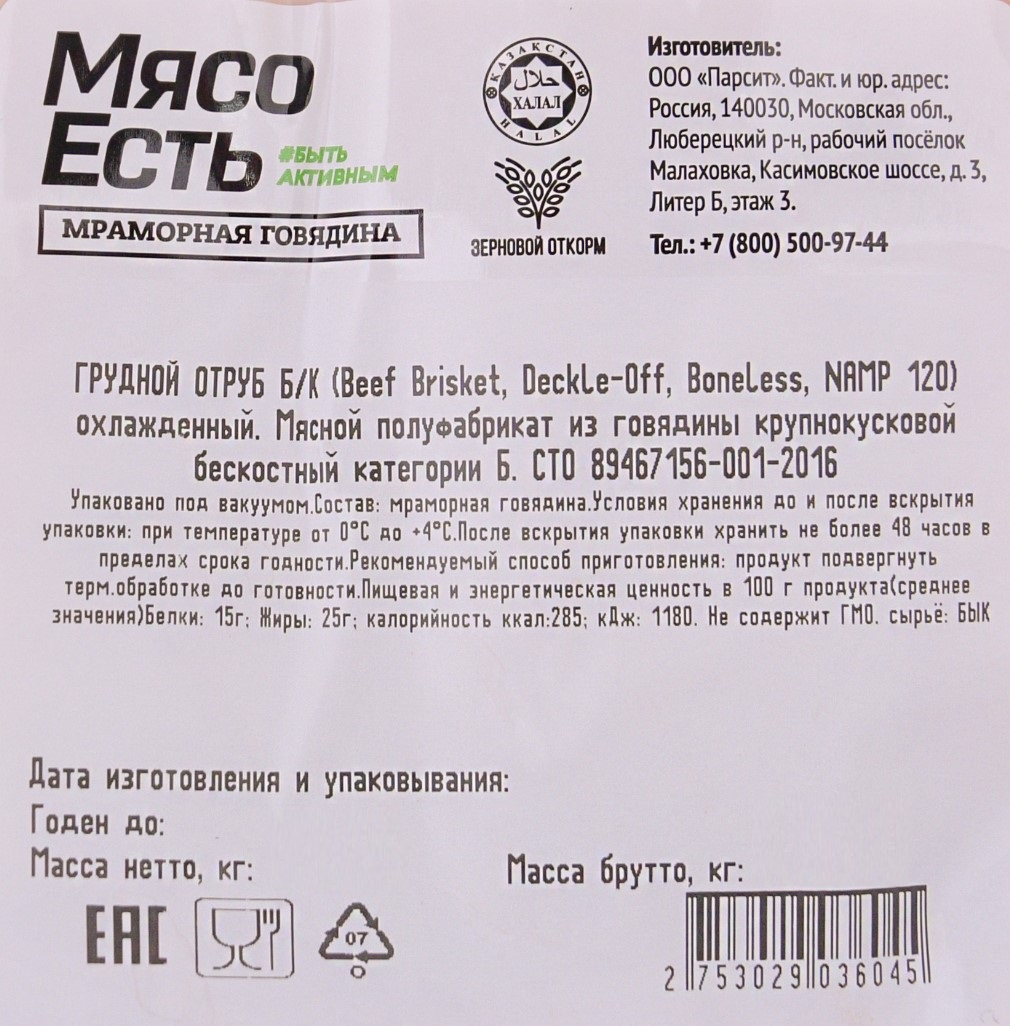 Мясо
Есть
#БЫТЬ
АКТИВНЫМ
МРАМОРНАЯ ГОВЯДИНА
КАЗАКСТАН
حلال
ХАЛАЛ
HALAL
ЗЕРНОВОЙ ОТКОРМ
Изготовитель:
ООО «Парсит». Факт. и юр. адрес:
Россия, 140030, Московская обл.,
Люберецкий р-н, рабочий посёлок
Малаховка, Касимовское шоссе, д. 3,
Литер Б, этаж 3.
Тел.: +7 (800) 500-97-44
ГРУДНОЙ ОТРУБ Б/К (Beef Brisket, Deckle-Off, Boneless, NAMP 120)
охлажденный. Мясной полуфабрикат из говядины крупнокусковой
бескостный категории Б. СТО 89467156-001-2016
Упаковано под вакуумом.Состав: мраморная говядина.Условия хранения до и после вскрытия
упаковки: при температуре от 0°С до +4°С.После вскрытия упаковки хранить не более 48 часов в
пределах срока годности.Рекомендуемый способ приготовления: продукт подвергнуть
терм.обработке до готовности.Пищевая и энергетическая ценность в 100 г продукта(среднее
значения)Белки: 15г; Жиры: 25г; калорийность ккал:285; кДж: 1180. Не содержит ГМО. сырьё: БЫК
Дата изготовления и упаковывания:
Годен до:
Масса нетто, кг:
Масса брутто, кг:
EAC
07
2 753029 036045